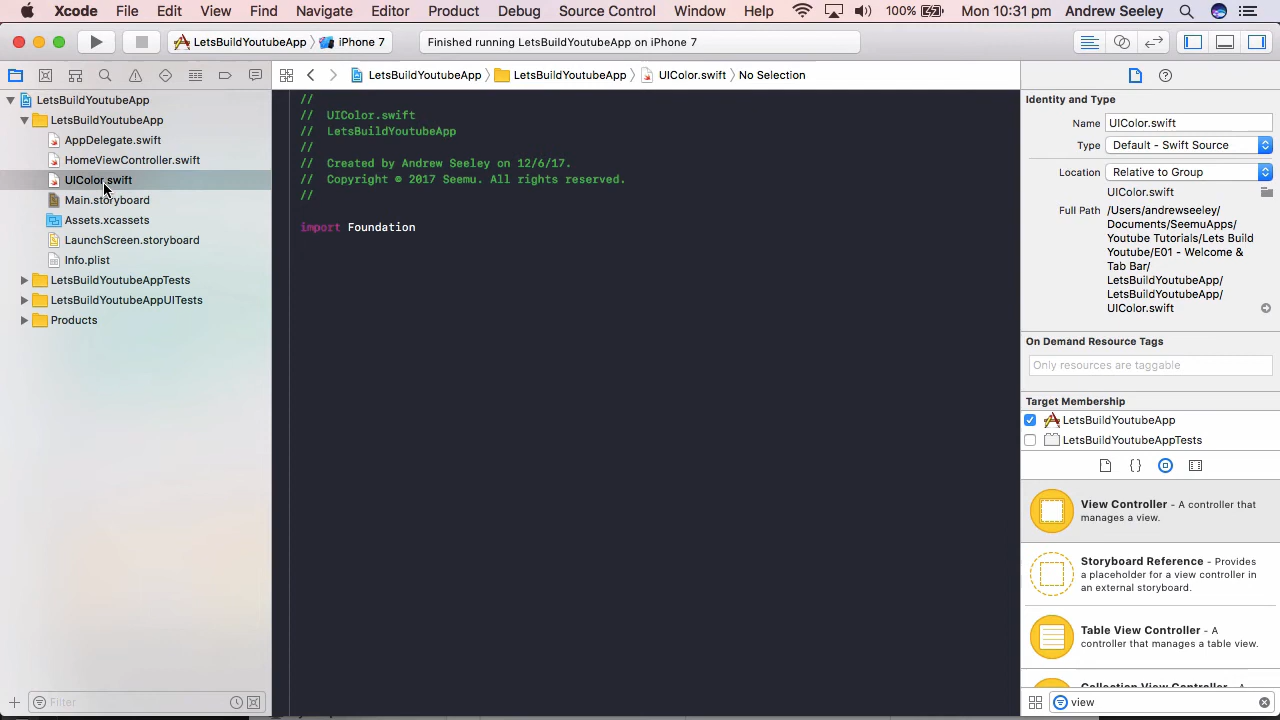 Xcode File Edit View Find Navigate Editor Product Debug Source Control Window Help 100% Mon 10:31 pm Andrew Seeley
LetsBuildYoutubeApp iPhone 7 Finished running LetsBuildYoutubeApp on iPhone 7
LetsBuildYoutubeApp LetsBuildYoutubeApp UIColor.swift No Selection
LetsBuildYoutubeApp
LetsBuildYoutubeApp
AppDelegate.swift
HomeViewController.swift
UIColor.swift
Main.storyboard
Assets.xcassets
LaunchScreen.storyboard
Info.plist
LetsBuildYoutubeAppTests
LetsBuildYoutubeAppUITests
Products
Filter
//
// UIColor.swift
// LetsBuildYoutubeApp
//
// Created by Andrew Seeley on 12/6/17.
// Copyright © 2017 Seemu. All rights reserved.
//
import Foundation
Identity and Type
Name UIColor.swift
Type Default - Swift Source
Location Relative to Group
UIColor.swift
Full Path /Users/andrewseeley/
Documents/SeemuApps/
Youtube Tutorials/Lets Build
Youtube/E01 - Welcome &
Tab Bar/
LetsBuildYoutubeApp/
LetsBuildYoutubeApp/
UIColor.swift
On Demand Resource Tags
Only resources are taggable
Target Membership
LetsBuildYoutubeApp
LetsBuildYoutubeAppTests
{}
View Controller - A controller that
manages a view.
Storyboard Reference - Provides
a placeholder for a view controller in
an external storyboard.
Table View Controller - A
controller that manages a table view.
Collection View Controller - A
view